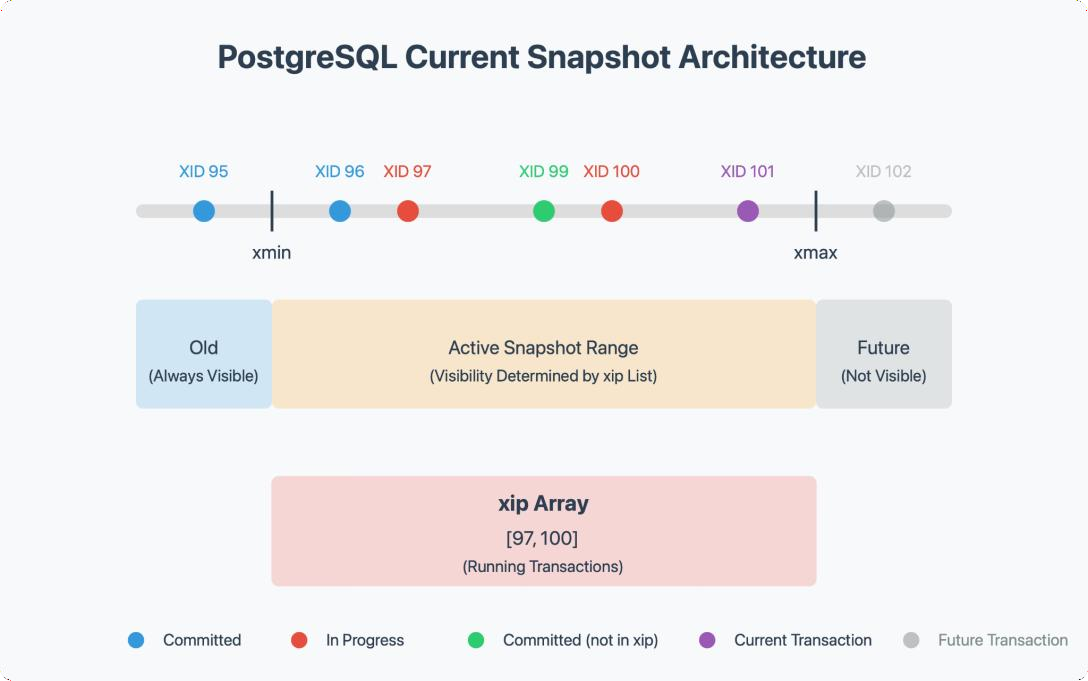 PostgreSQL Current Snapshot Architecture
XID 95 XID 96 XID 97 XID 99 XID 100 XID 101 XID 102
xmin xmax
Old Active Snapshot Range Future
(Always Visible) (Visibility Determined by xip List) (Not Visible)
xip Array
[97, 100]
(Running Transactions)
Committed In Progress Committed (not in xip) Current Transaction Future Transaction